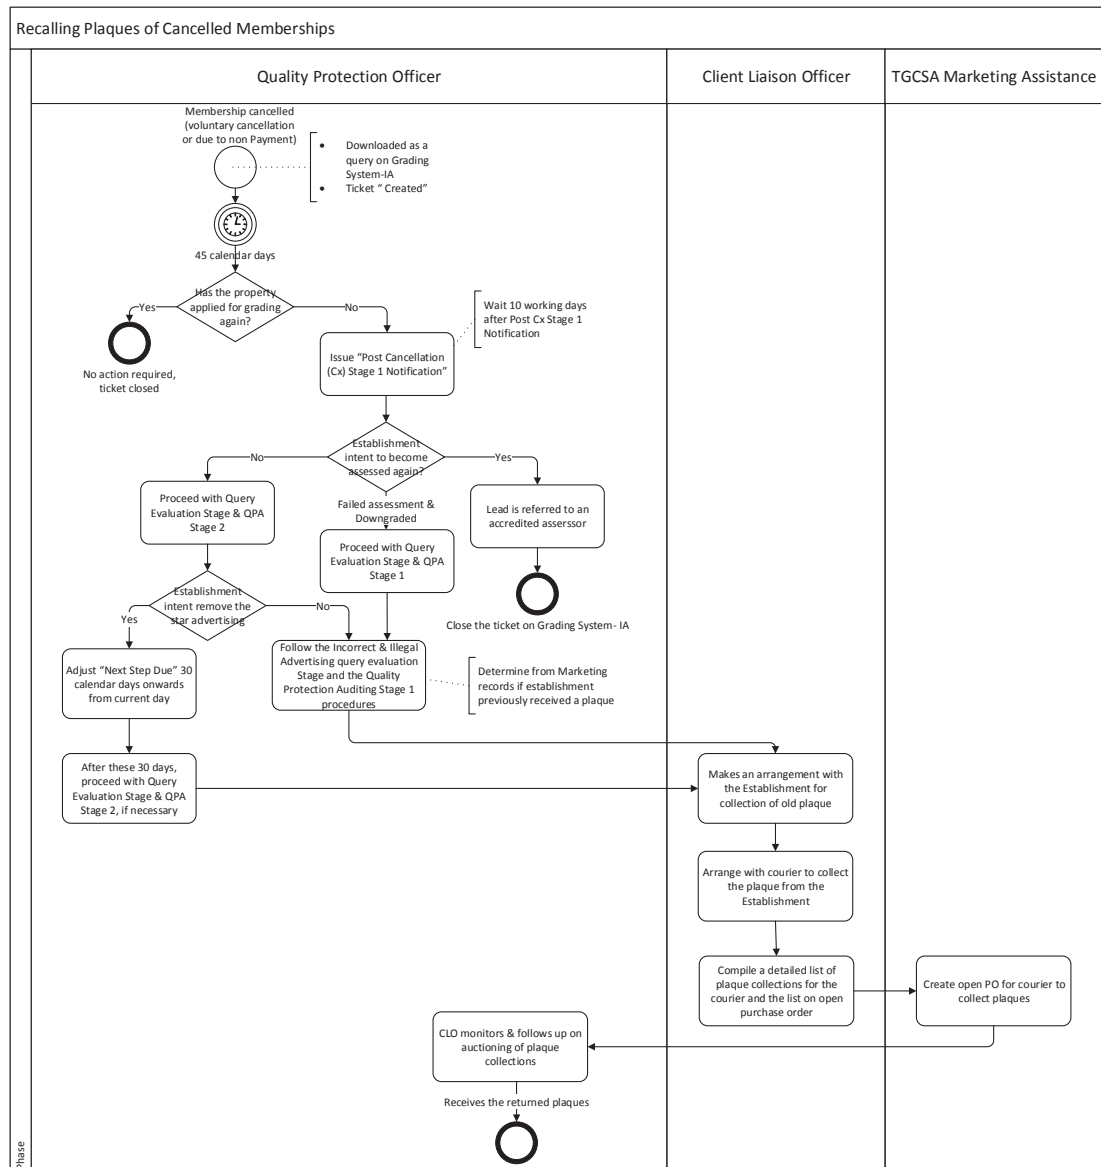 Recalling Plaques of Cancelled Memberships
Quality Protection Officer
Client Liaison Officer
TGCSA Marketing Assistance
Membership cancelled
(voluntary cancellation
or due to non Payment)
• Downloaded as a
query on Grading
System-IA
• Ticket “ Created”
45 calendar days
Has the property
applied for grading
again?
Yes
No
No action required,
ticket closed
Wait 10 working days
after Post Cx Stage 1
Notification
Issue “Post Cancellation
(Cx) Stage 1 Notification”
Establishment
intent to become
assessed again?
No
Yes
Failed assessment &
Downgraded
Proceed with Query
Evaluation Stage & QPA
Stage 2
Proceed with Query
Evaluation Stage & QPA
Stage 1
Lead is referred to an
accredited asserssor
Close the ticket on Grading System- IA
Establishment
intent remove the
star advertising
Yes
No
Adjust “Next Step Due” 30
calendar days onwards
from current day
Follow the Incorrect & Illegal
Advertising query evaluation
Stage and the Quality
Protection Auditing Stage 1
procedures
Determine from Marketing
records if establishment
previously received a plaque
After these 30 days,
proceed with Query
Evaluation Stage & QPA
Stage 2, if necessary
Makes an arrangement with
the Establishment for
collection of old plaque
Arrange with courier to collect
the plaque from the
Establishment
Compile a detailed list of
plaque collections for the
courier and the list on open
purchase order
Create open PO for courier to
collect plaques
CLO monitors & follows up on
auctioning of plaque
collections
Receives the returned plaques
Phase